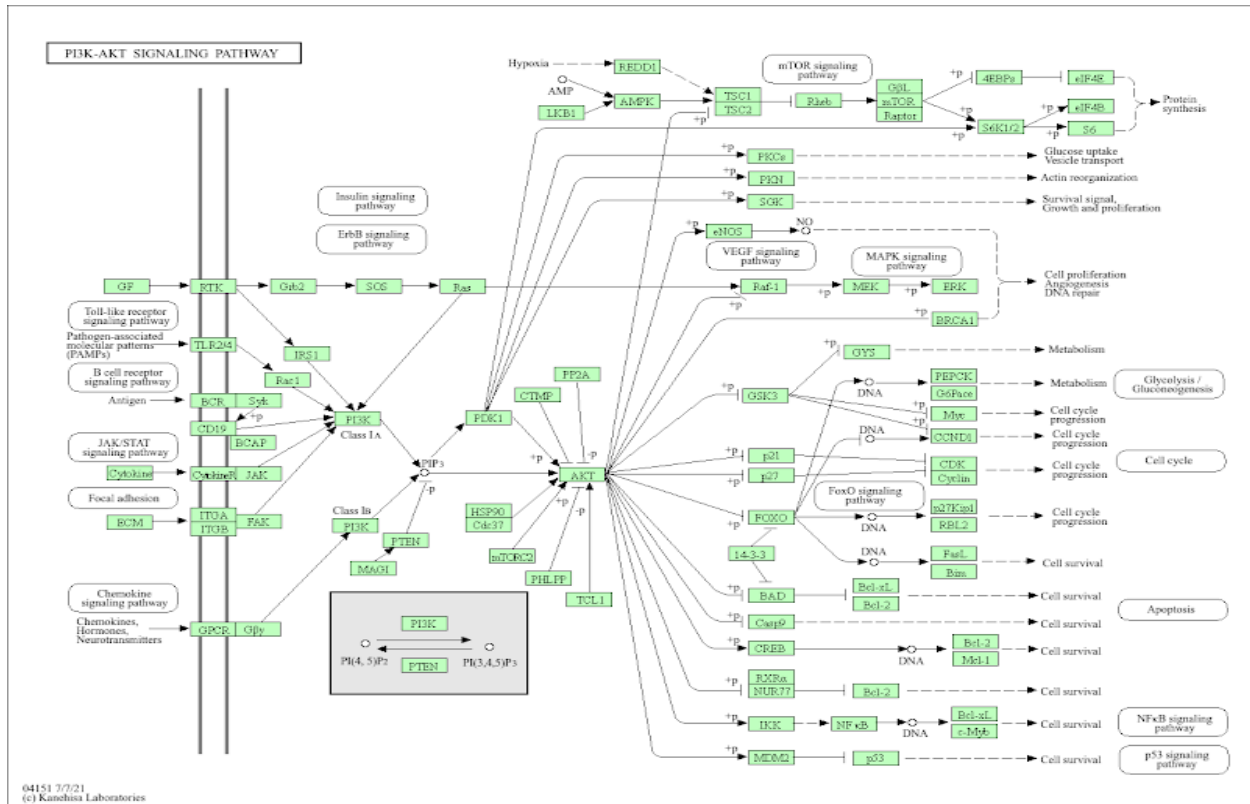 PI3K-AKT SIGNALING PATHWAY
Hypoxia
REDD1
mTOR signaling
pathway
AMP
LKB1
AMPK
TSC1
TSC2
+p
Rheb
GβL
mTOR
Raptor
+p
4EBPs
eIF4E
+p
S6K1/2
+p
+p
eIF4B
+p
S6
Protein
synthesis
+p
PKCs
Glucose uptake
Vesicle transport
+p
PKN
Actin reorganization
+p
SGK
Survival signal,
Growth and proliferation
Insulin signaling
pathway
ErbB signaling
pathway
+p
eNOS
NO
VEGF signaling
pathway
MAPK signaling
pathway
Cell proliferation
Angiogenesis
DNA repair
GF
RTK
Grb2
SOS
Ras
Raf-1
+p
+p
MEK
+p
ERK
+p
BRCA1
Toll-like receptor
signaling pathway
Pathogen-associated
molecular patterns
(PAMPs)
TLR2/4
IRS1
Rac1
B cell receptor
signaling pathway
Antigen
BCR
Syk
+p
CD19
BCAP
PI3K
Class IA
PDK1
CTMP
PP2A
+p
-p
AKT
+p
-p
PIP3
-p
JAK/STAT
signaling pathway
Cytokine
CytokineR
JAK
Focal adhesion
ECM
ITGA
ITGB
FAK
Class IB
PI3K
PTEN
MAGI
HSP90
Cdc37
mTORC2
PHLPP
TCL1
Chemokine
signaling pathway
Chemokines,
Hormones,
Neurotransmitters
GPCR
Gβγ
PI3K
PI(4, 5)P2
PI(3,4,5)P3
PTEN
+p
GSK3
GYS
Metabolism
DNA
PEPCK
G6Pace
Metabolism
Glycolysis /
Gluconeogenesis
+p
Myc
Cell cycle
progression
+p
DNA
CCND1
Cell cycle
progression
+p
p21
+p
p27
CDK
Cyclin
Cell cycle
progression
Cell cycle
FoxO signaling
pathway
+p
FOXO
DNA
p27Kip1
RBL2
Cell cycle
progression
14-3-3
DNA
FasL
Bim
Cell survival
+p
BAD
Bcl-xL
Bcl-2
Cell survival
Apoptosis
+p
Casp9
Cell survival
+p
CREB
DNA
Bcl-2
Mcl-1
Cell survival
+p
RXRα
NUR77
Bcl-2
Cell survival
+p
IKK
NFκB
DNA
Bcl-xL
c-Myb
Cell survival
NFκB signaling
pathway
+p
MDM2
p53
Cell survival
p53 signaling
pathway
04151 7/7/21
(c) Kanehisa Laboratories